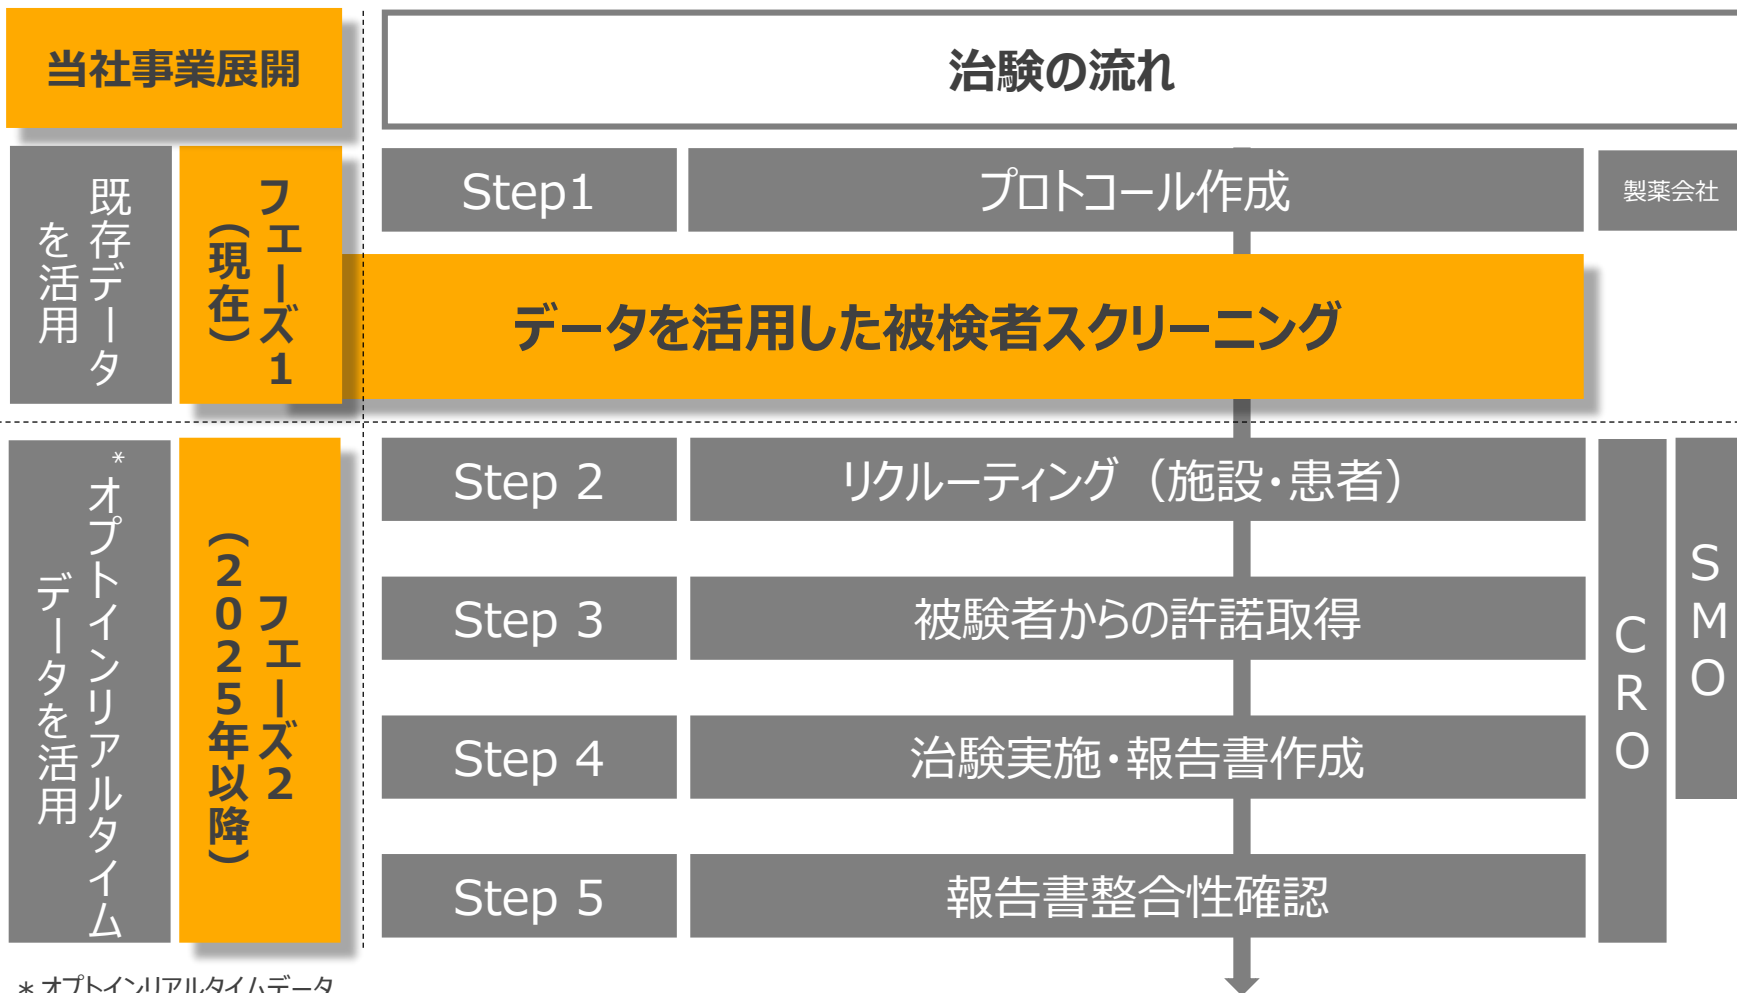 当社事業展開
治験の流れ
既存データ
を活用
フエーズ1
(現在)
Step1
プロトコール作成
製薬会社
データを活用した被検者スクリーニング
*オプトインリアルタイム
データを活用
フエーズ2
(2025年以降)
Step 2
リクルーティング（施設・患者）
Step 3
被験者からの許諾取得
Step 4
治験実施・報告書作成
Step 5
報告書整合性確認
CRO
SMO
* オプトインリアルタイムデータ